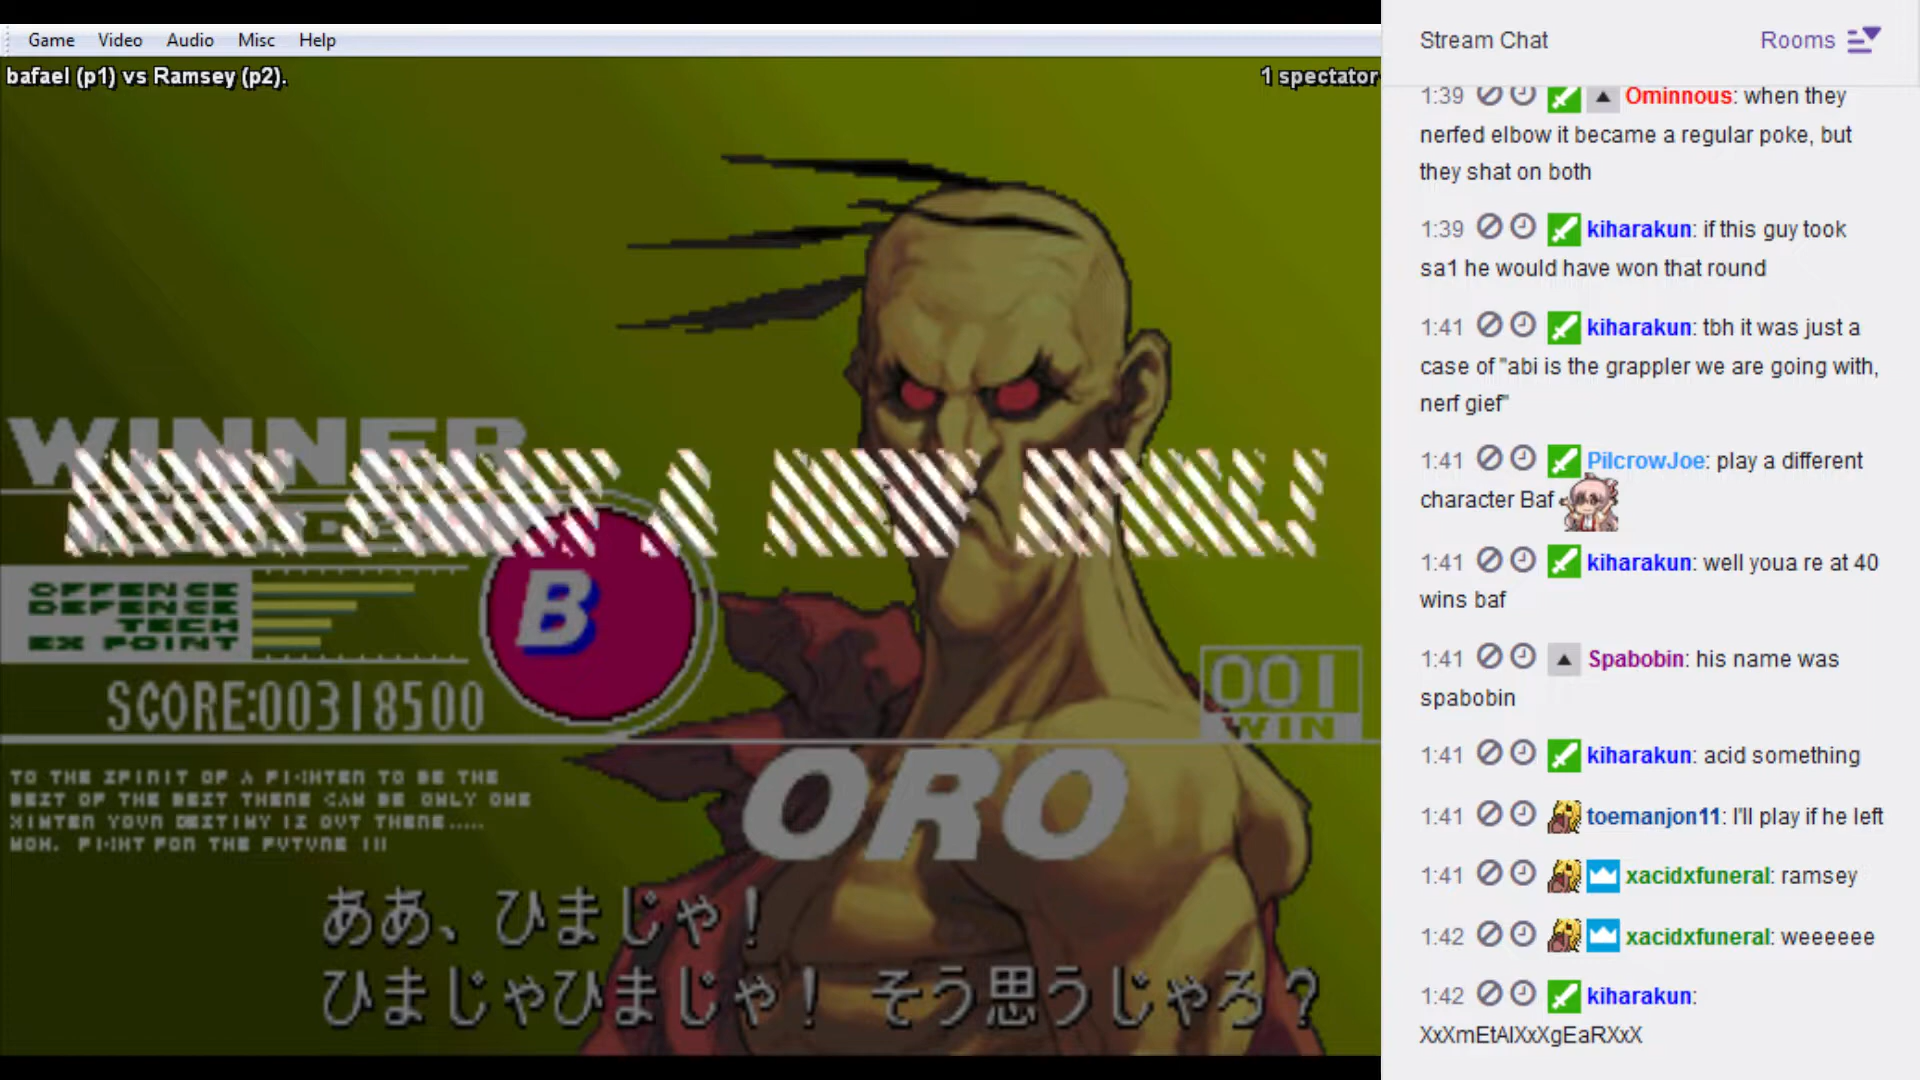 Game Video Audio Misc Help
bafael (p1) vs Ramsey (p2).
1 spectator
WINNER
OFFENCE
DEFENCE
TECH
EX POINT
B
SCORE:00318500
001
WIN
ORO
ああ、ひまじゃ!
ひまじゃひまじゃ! そう思うじゃろ?
Stream Chat
Rooms
1:39 Ominnous: when they
nerfed elbow it became a regular poke, but
they shat on both
1:39 kiharakun: if this guy took
sa1 he would have won that round
1:41 kiharakun: tbh it was just a
case of "abi is the grappler we are going with,
nerf gief"
1:41 PilcrowJoe: play a different
character Baf
1:41 kiharakun: well youa re at 40
wins baf
1:41 Spabobin: his name was
spabobin
1:41 kiharakun: acid something
1:41 toemanjon11: I'll play if he left
1:41 xacidxfuneral: ramsey
1:42 xacidxfuneral: weeeeee
1:42 kiharakun:
XxXmEtAlXxXgEaRXxX